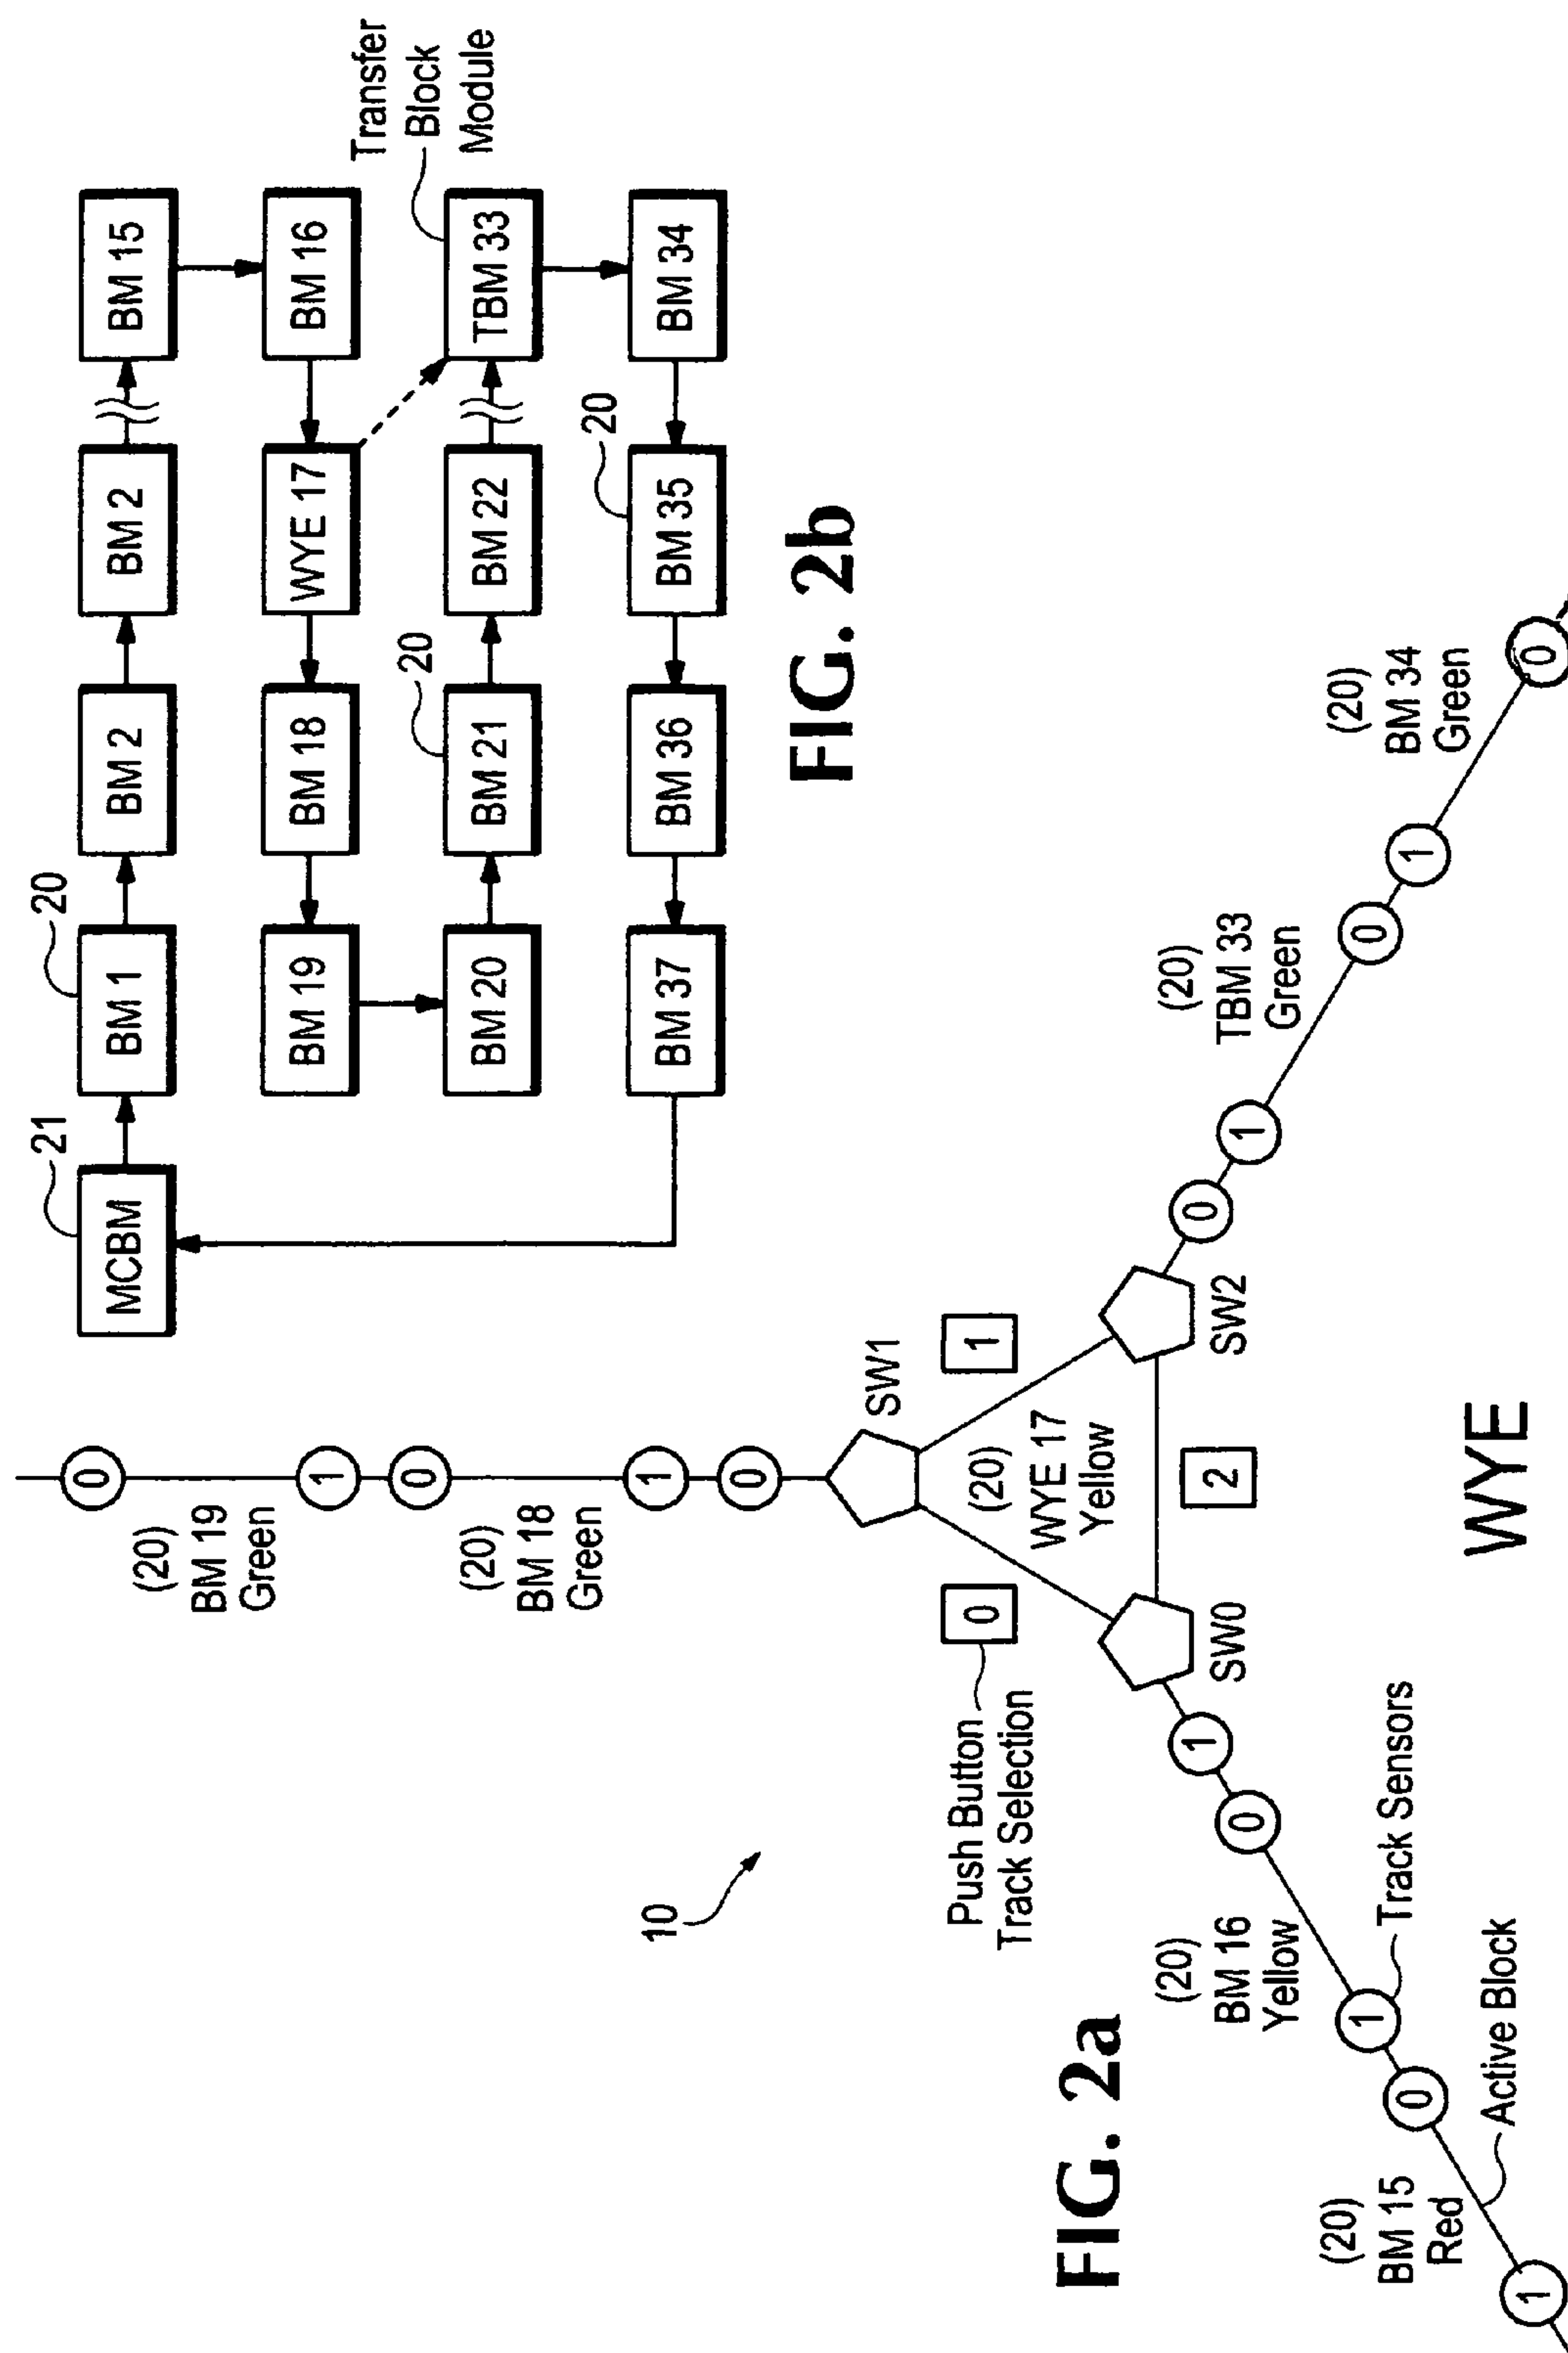 21
20
MCBM
BM 1
BM 2
BM 2
BM 15
BM 19
BM 18
WYE 17
BM 16
20
Transfer
Block
Module
BM 20
BM 21
BM 22
TBM 33
20
BM 37
BM 36
BM 35
BM 34
FIG. 2b
0
(20)
BM 19
Green
1
0
(20)
BM 18
Green
1
0
10
SW1
Push Button
Track Selection
0
1
(20)
WYE 17
Yellow
2
SW0
SW2
FIG. 2a
(20)
BM 16
Yellow
1
0
1
0
Track Sensors
(20)
BM 15
Red
1
0
Active Block
0
1
(20)
TBM 33
Green
0
1
(20)
BM 34
Green
0
WYE